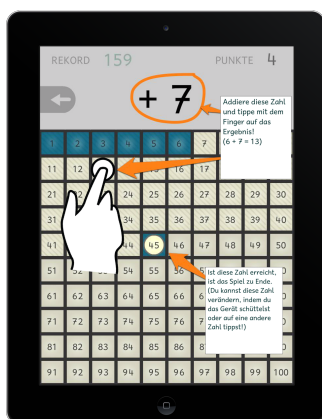 REKORD 159 PUNKTE 4
+ 7
Addiere diese Zahl
und tippe mit dem
Finger auf das
Ergebnis!
(6 + 7 = 13)
1 2 3 4 5 6 7
11 12 15 16 17
21 24 25 26 27 28 29 30
31 34 35 36 37 38 39 40
41 44 45 46 47 48 49 50
51 54 55 56
Ist diese Zahl erreicht,
ist das Spiel zu Ende.
(Du kannst diese Zahl
verändern, indem du
das Gerät schüttelst
oder auf eine andere
Zahl tippst!)
61 62 63 64 65 66
71 72 73 74 75 76
81 82 83 84 85 86
91 92 93 94 95 96 97 98 99 100